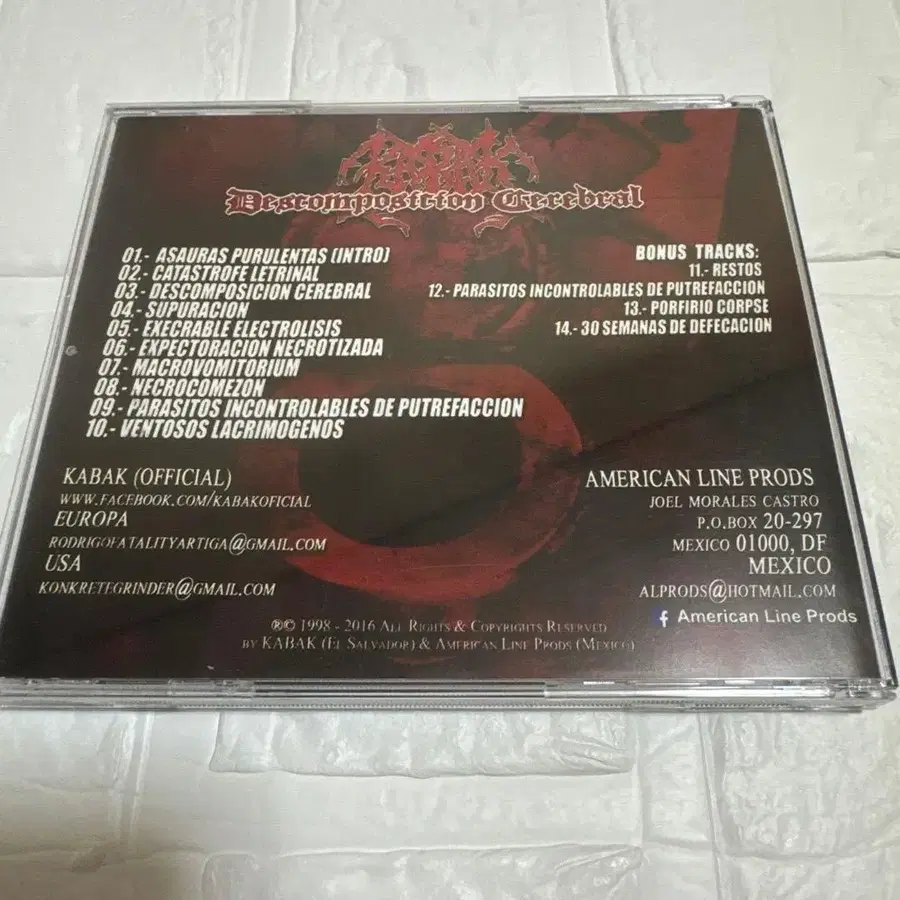 KABAK
Descomposicion Cerebral
01.- ASAURAS PURULENTAS (INTRO)
02.- CATASTROFE LETRINAL
03.- DESCOMPOSICION CEREBRAL
04.- SUPURACION
05.- EXECRABLE ELECTROLISIS
06.- EXPECTORACION NECROTIZADA
07.- MACROVOMITORIUM
08.- NECROCOMEZON
09.- PARASITOS INCONTROLABLES DE PUTREFACCION
10.- VENTOSOS LACRIMOGENOS
BONUS TRACKS:
11.- RESTOS
12.- PARASITOS INCONTROLABLES DE PUTREFACCION
13.- PORFIRIO CORPSE
14.- 30 SEMANAS DE DEFECACION
KABAK (OFFICIAL)
WWW.FACEBOOK.COM/KABAKOFICIAL
EUROPA
RODRIGOFATALITYARTIGA@GMAIL.COM
USA
KONKRETEGRINDER@GMAIL.COM
AMERICAN LINE PRODS
JOEL MORALES CASTRO
P.O.BOX 20-297
MEXICO 01000, DF
MEXICO
ALPRODS@HOTMAIL.COM
f American Line Prods
®© 1998 - 2016 ALL RIGHTS & COPYRIGHTS RESERVED
BY KABAK (EL SALVADOR) & AMERICAN LINE PRODS (MEXICO)